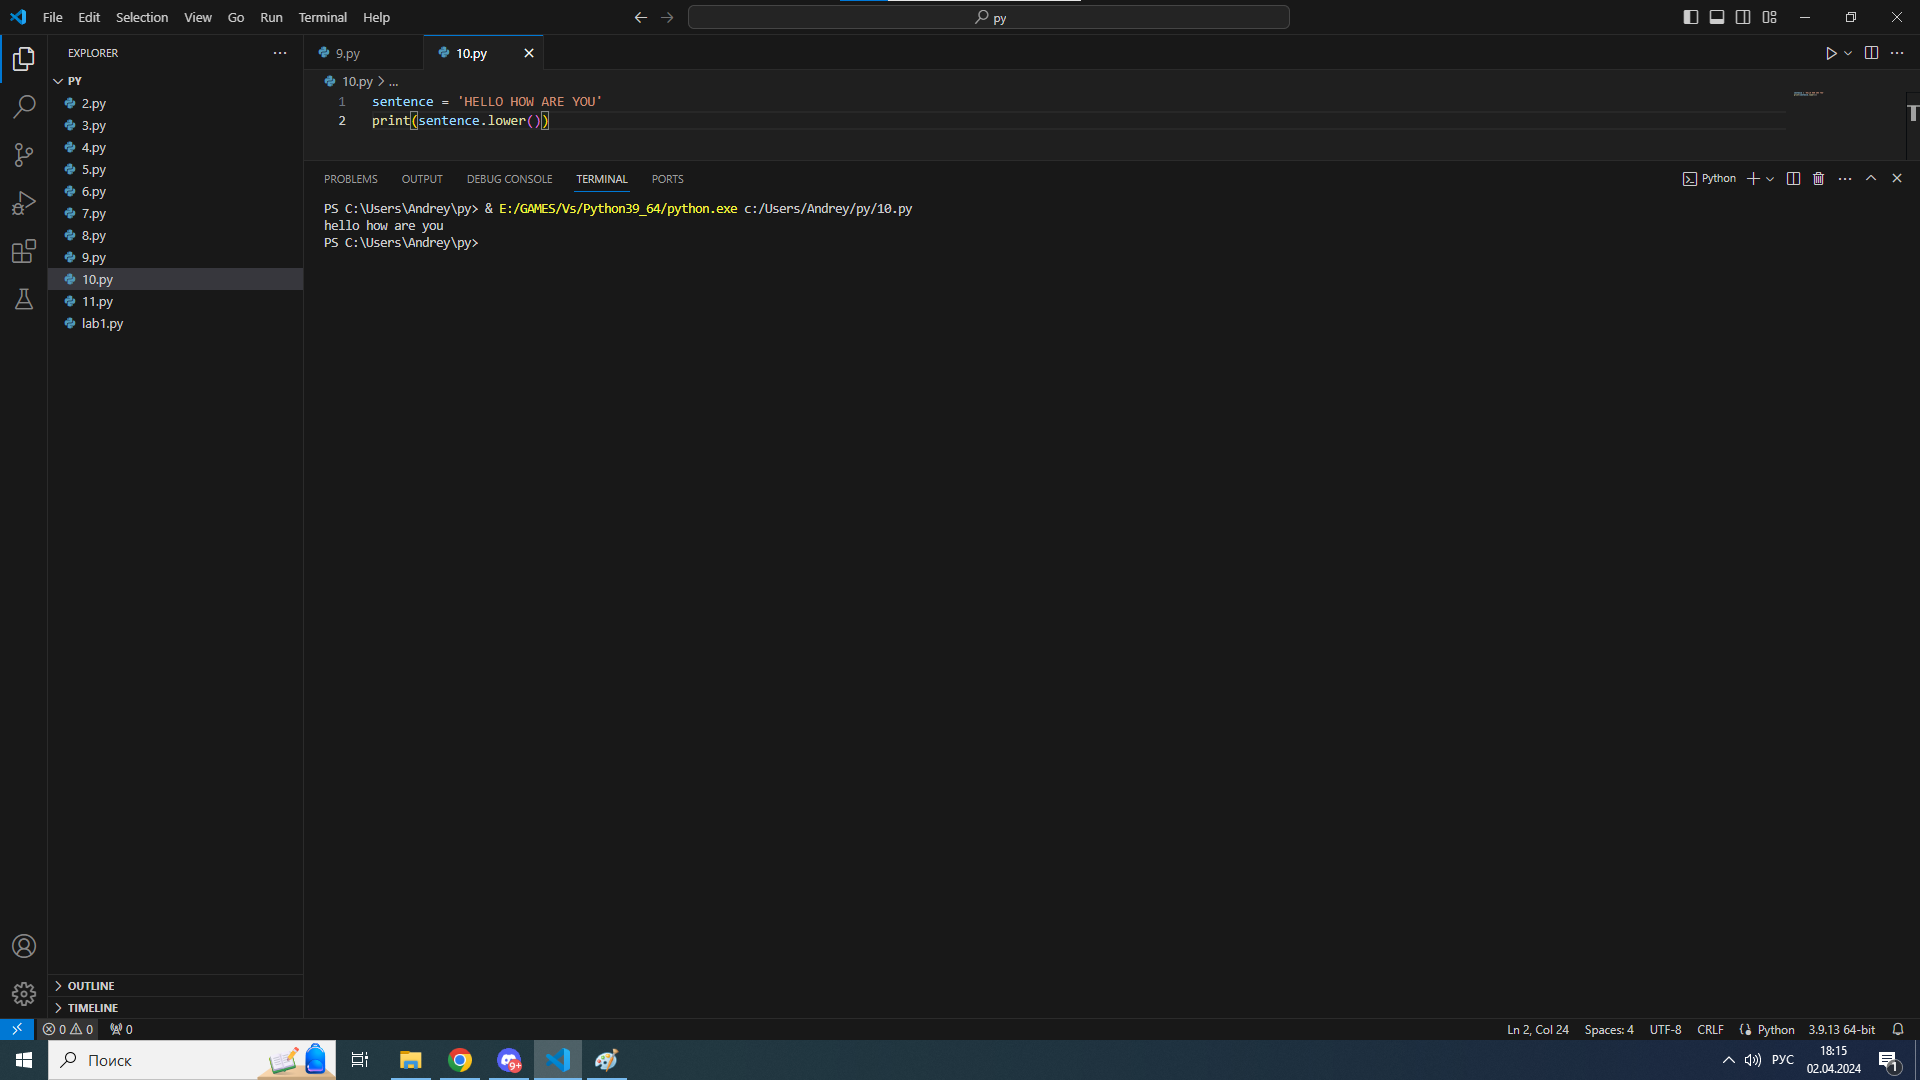 File Edit Selection View Go Run Terminal Help
py
EXPLORER
PY
2.py
3.py
4.py
5.py
6.py
7.py
8.py
9.py
10.py
11.py
lab1.py
OUTLINE
TIMELINE
9.py
10.py
10.py > ...
1 sentence = 'HELLO HOW ARE YOU'
2 print(sentence.lower())
PROBLEMS OUTPUT DEBUG CONSOLE TERMINAL PORTS
Python
PS C:\Users\Andrey\py> & E:/GAMES/Vs/Python39_64/python.exe c:/Users/Andrey/py/10.py
hello how are you
PS C:\Users\Andrey\py>
0 0 0
Ln 2, Col 24 Spaces: 4 UTF-8 CRLF Python 3.9.13 64-bit
Поиск
9+
РУС
18:15
02.04.2024
1